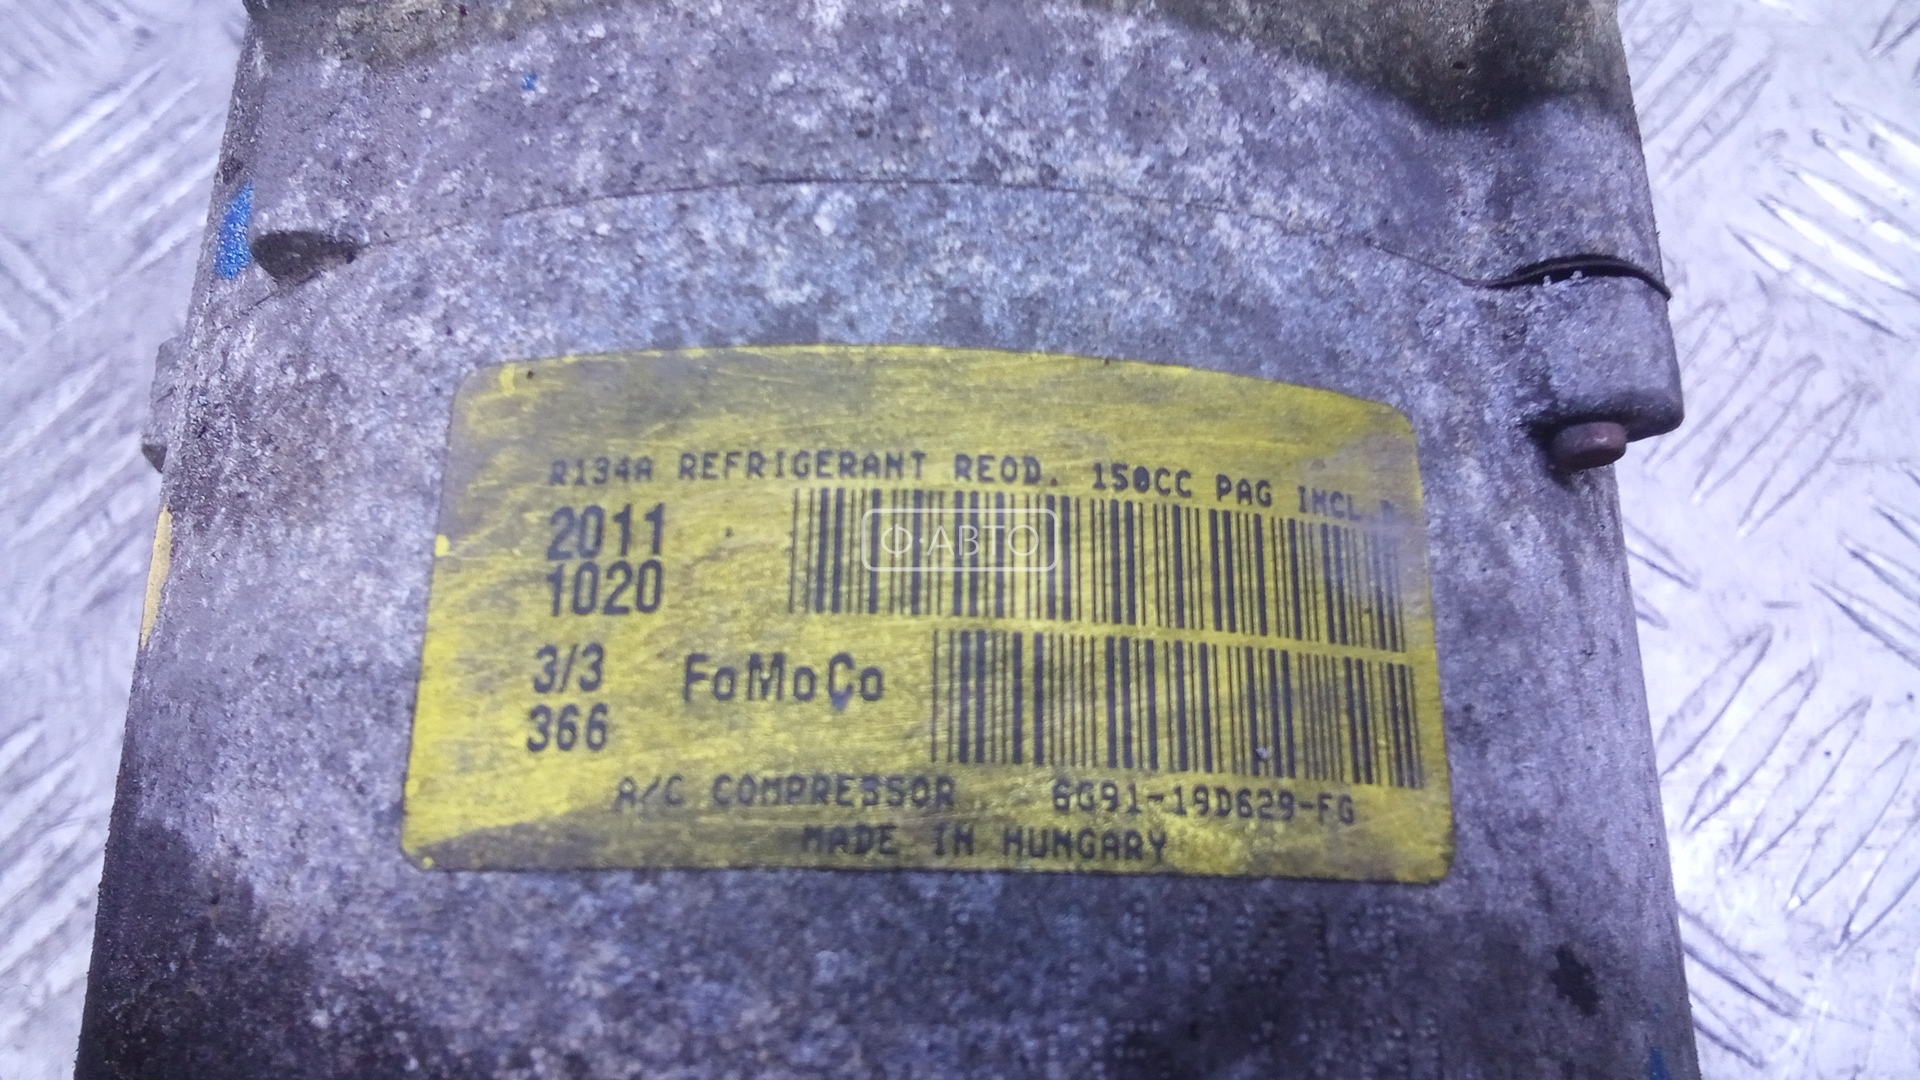 R134A REFRIGERANT REQD. 150CC PAG INCL.
2011
1020
Ф·АВТО
3/3
366
FoMoCo
A/C COMPRESSOR 6G91-19D629-FG
MADE IN HUNGARY